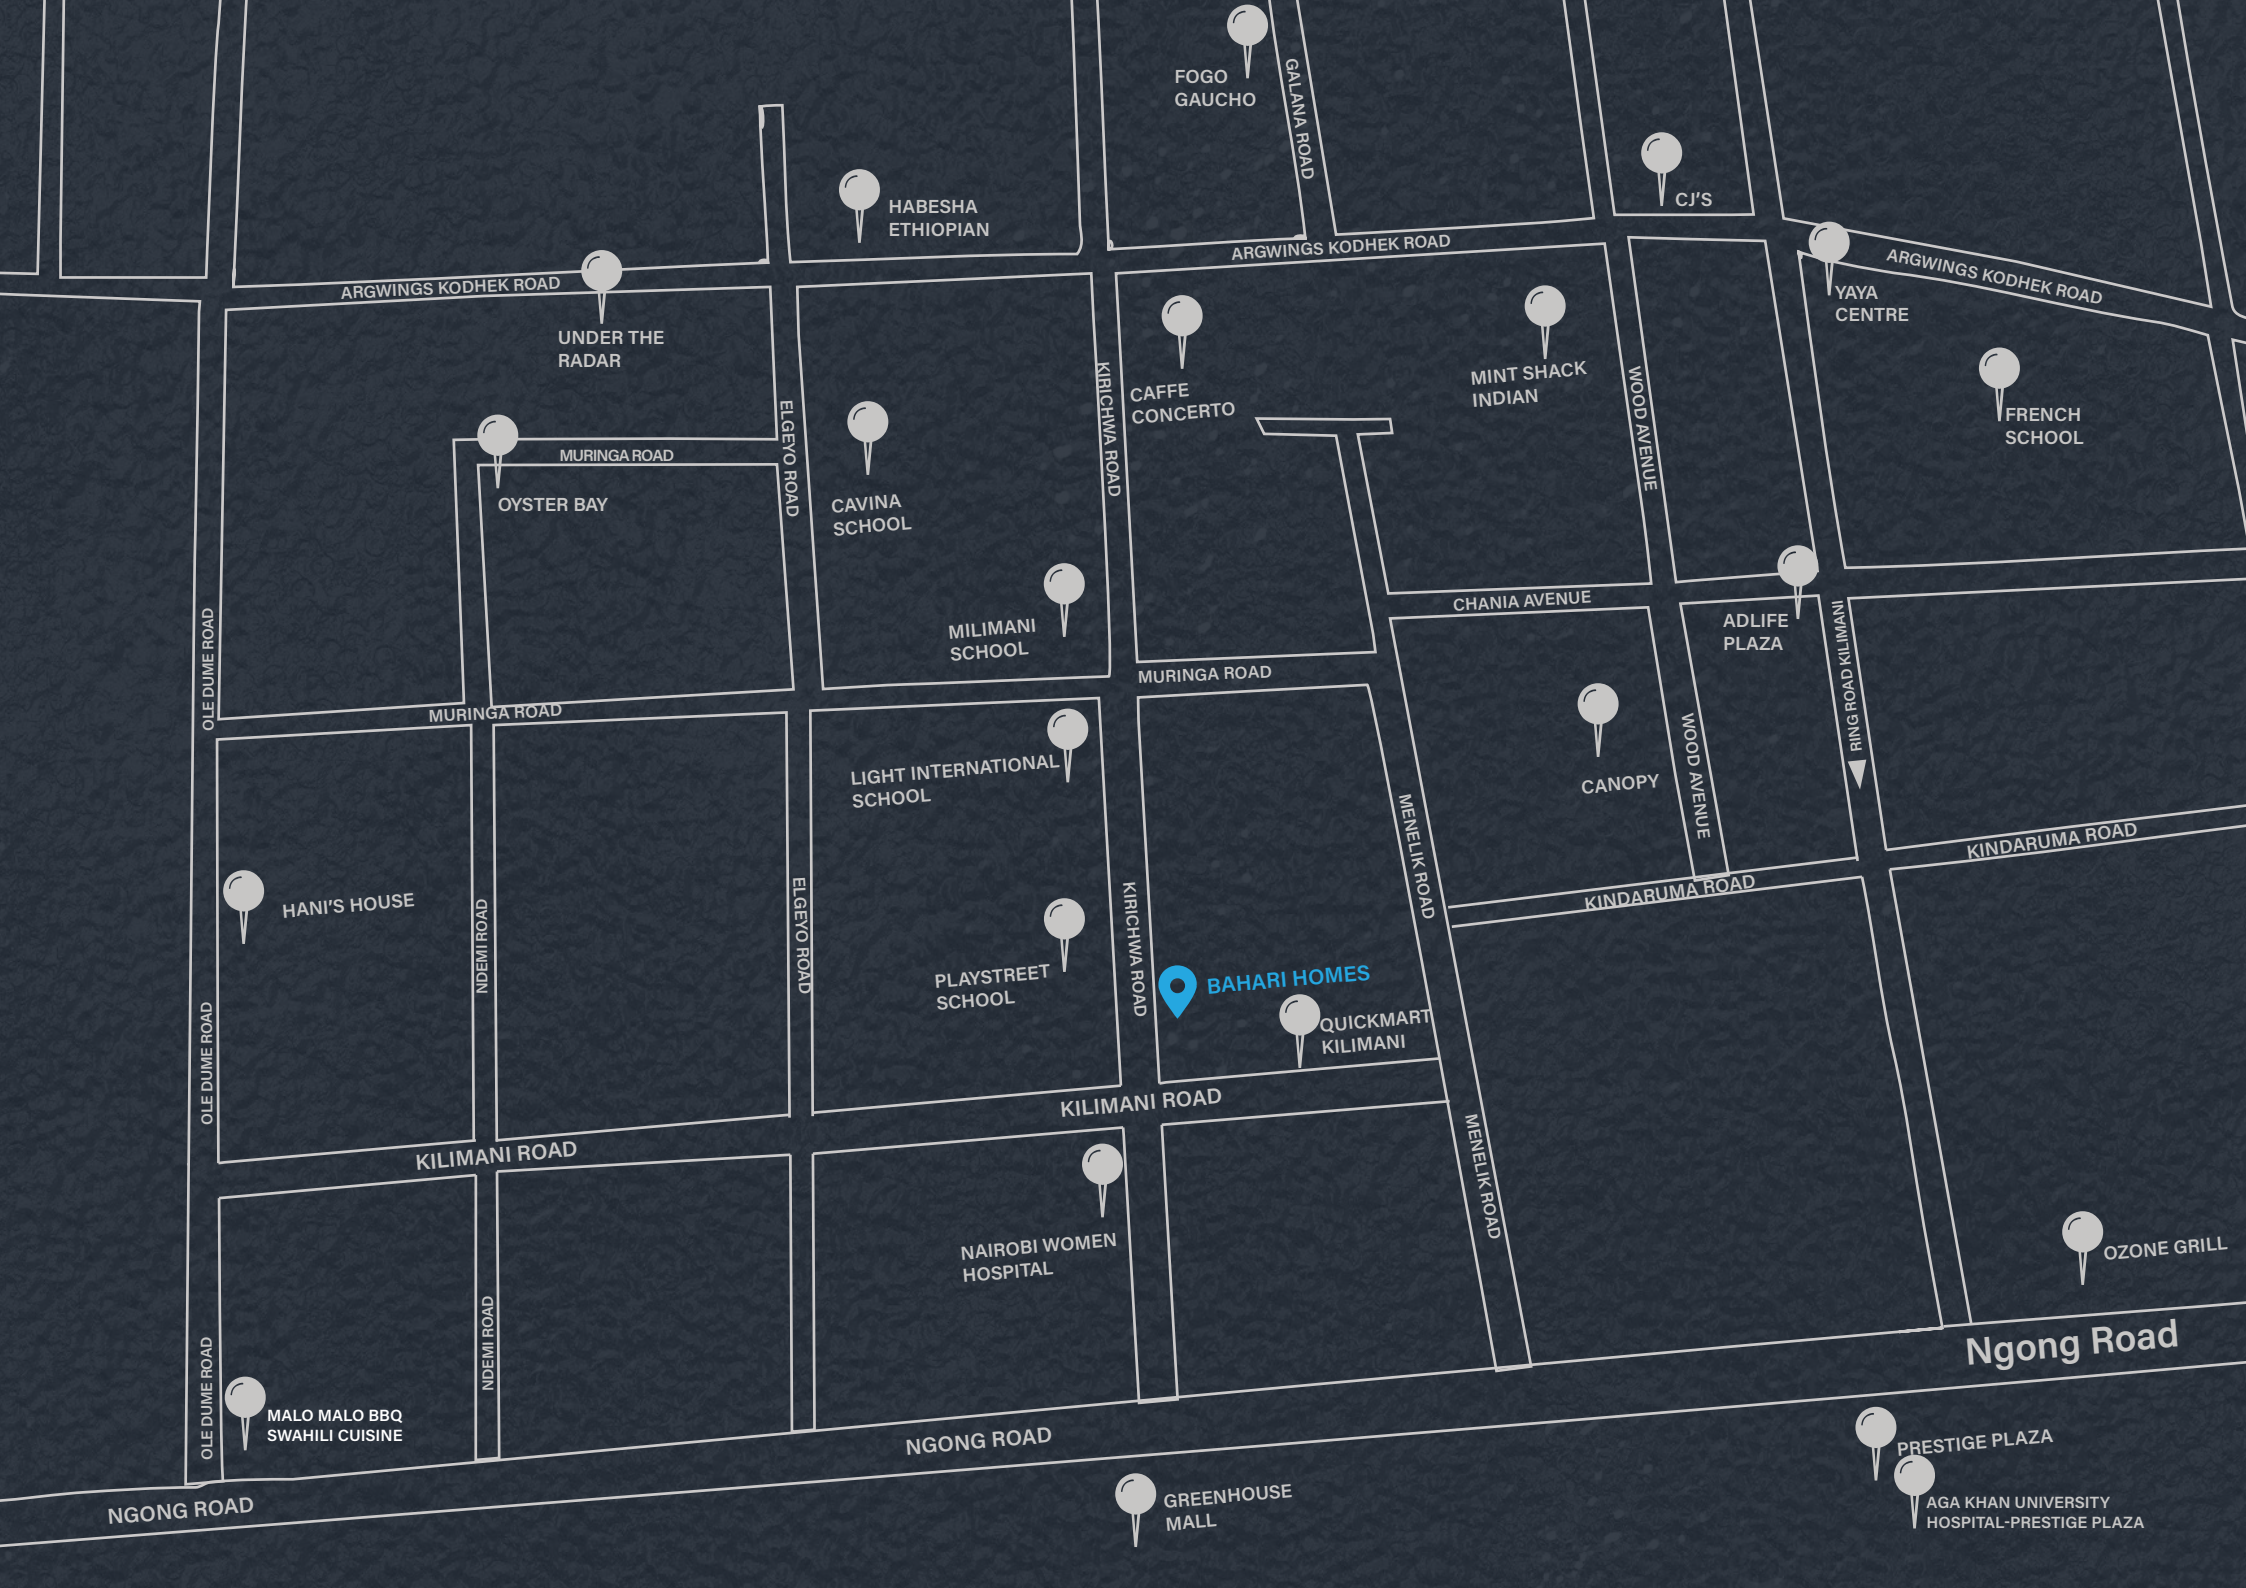 FOGO
GAUCHO
GALANA ROAD
CJ'S
HABESHA
ETHIOPIAN
ARGWINGS KODHEK ROAD
ARGWINGS KODHEK ROAD
ARGWINGS KODHEK ROAD
YAYA
CENTRE
UNDER THE
RADAR
CAFFE
CONCERTO
MINT SHACK
INDIAN
WOOD AVENUE
FRENCH
SCHOOL
KIRICHWA ROAD
ELGEYO ROAD
MURINGA ROAD
OYSTER BAY
CAVINA
SCHOOL
CHANIA AVENUE
ADLIFE
PLAZA
RING ROAD KILIMANI
MILIMANI
SCHOOL
OLE DUME ROAD
MURINGA ROAD
MURINGA ROAD
LIGHT INTERNATIONAL
SCHOOL
CANOPY
WOOD AVENUE
MENELIK ROAD
KINDARUMA ROAD
KINDARUMA ROAD
HANI'S HOUSE
NDEMI ROAD
ELGEYO ROAD
KIRICHWA ROAD
PLAYSTREET
SCHOOL
BAHARI HOMES
QUICKMART
KILIMANI
OLE DUME ROAD
KILIMANI ROAD
KILIMANI ROAD
MENELIK ROAD
NAIROBI WOMEN
HOSPITAL
OZONE GRILL
NDEMI ROAD
OLE DUME ROAD
MALO MALO BBQ
SWAHILI CUISINE
Ngong Road
NGONG ROAD
NGONG ROAD
PRESTIGE PLAZA
GREENHOUSE
MALL
AGA KHAN UNIVERSITY
HOSPITAL-PRESTIGE PLAZA